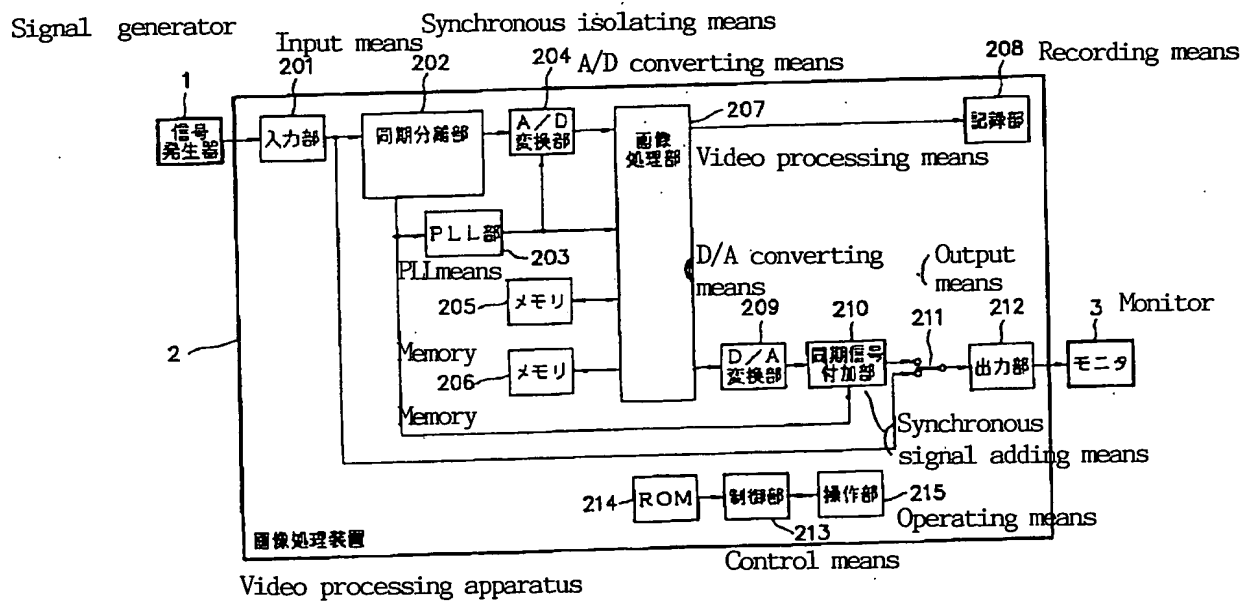 Signal generator
Synchronous isolating means
Input means
201
202
204
A/D converting means
208
Recording means
1
信号
発生器
入力部
同期分離部
A/D
変換部
画像
処理部
207
記録部
Video processing means
PLL部
203
PLLmeans
205
メモリ
Memory
206
メモリ
Memory
D/A converting
means
Output
means
209
210
211
212
3
Monitor
2
D/A
変換部
同期信号
付加部
出力部
モニタ
Synchronous
signal adding means
214
ROM
制御部
操作部
215
213
Operating means
Control means
画像処理装置
Video processing apparatus